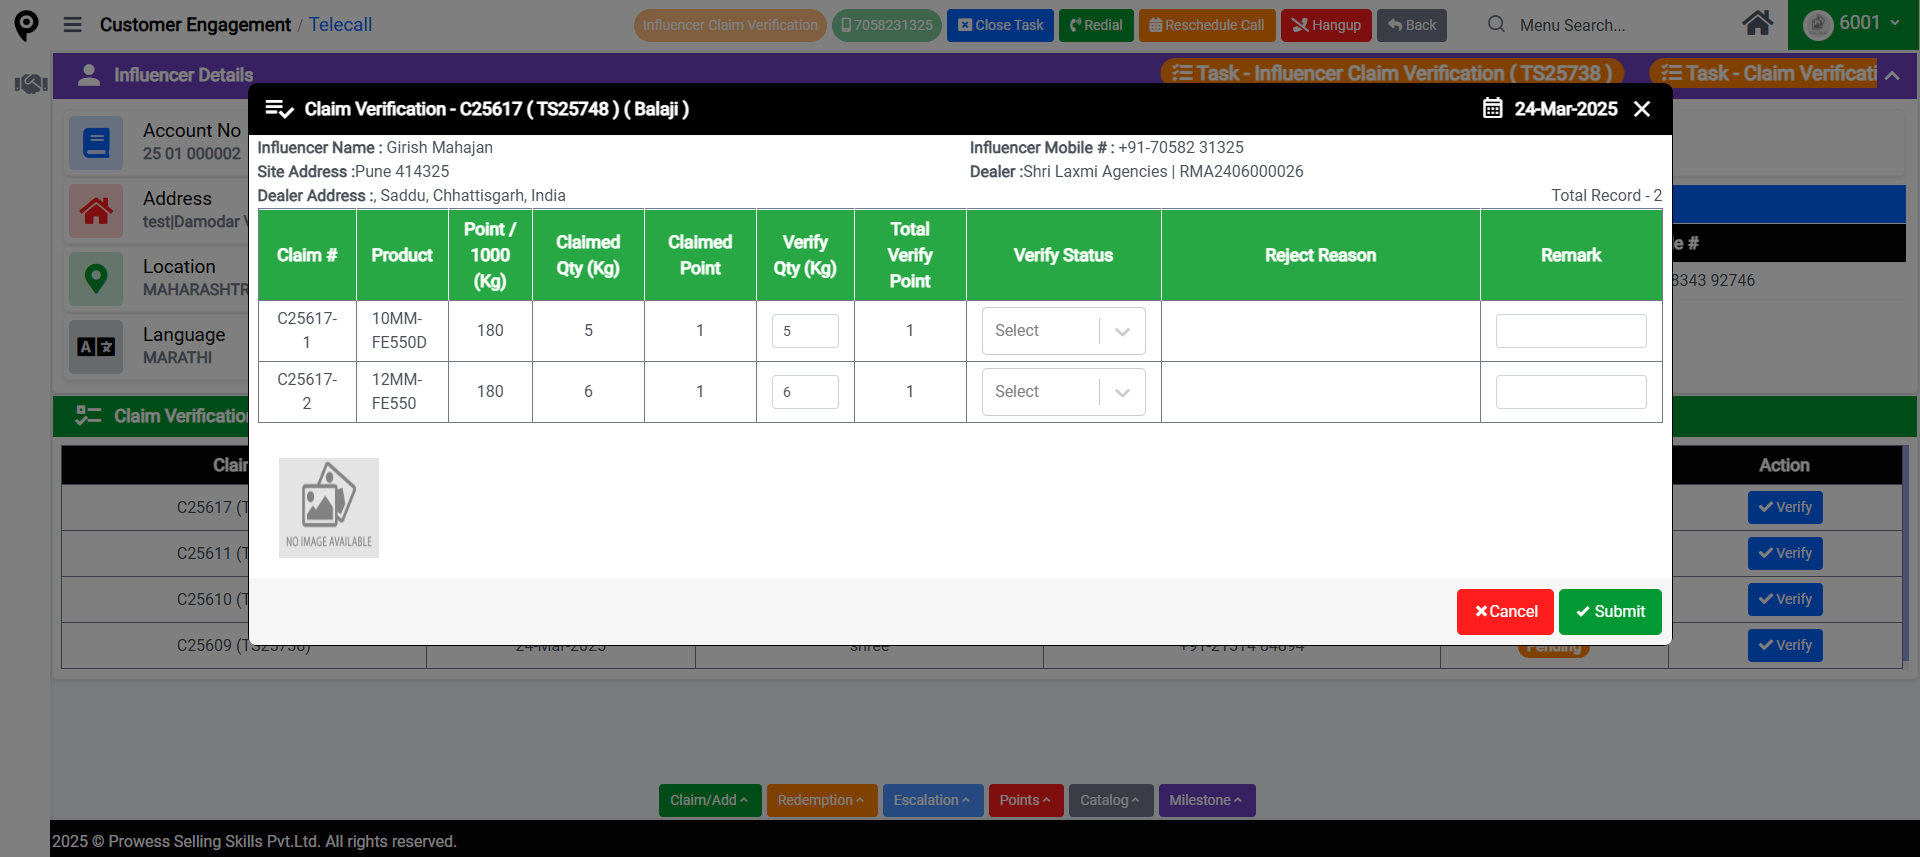 Customer Engagement / Telecall
Influencer Claim Verification
7058231325
Close Task
Redial
Reschedule Call
Hangup
Back
Menu Search...
6001
Influencer Details
Task - Influencer Claim Verification ( TS25738 )
Task - Claim Verificati
Account No
25 01 000002
Address
test|Damodar
Location
MAHARASHTR
Language
MARATHI
e #
8343 92746
Claim Verification - C25617 ( TS25748 ) ( Balaji )
24-Mar-2025
Influencer Name : Girish Mahajan
Influencer Mobile # : +91-70582 31325
Site Address :Pune 414325
Dealer :Shri Laxmi Agencies | RMA2406000026
Dealer Address :, Saddu, Chhattisgarh, India
Total Record - 2
Claim # Product Point / 1000 (Kg) Claimed Qty (Kg) Claimed Point Verify Qty (Kg) Total Verify Point Verify Status Reject Reason Remark
C25617-1 10MM-FE550D 180 5 1 5 1 Select
C25617-2 12MM-FE550 180 6 1 6 1 Select
NO IMAGE AVAILABLE
Cancel
Submit
Claim Verification
Clai
Action
C25617 (T
Verify
C25611 (T
Verify
C25610 (T
Verify
C25609 (TS25738)
24-Mar-2025
shree
+91-21514 84894
Pending
Verify
Claim/Add
Redemption
Escalation
Points
Catalog
Milestone
2025 © Prowess Selling Skills Pvt.Ltd. All rights reserved.